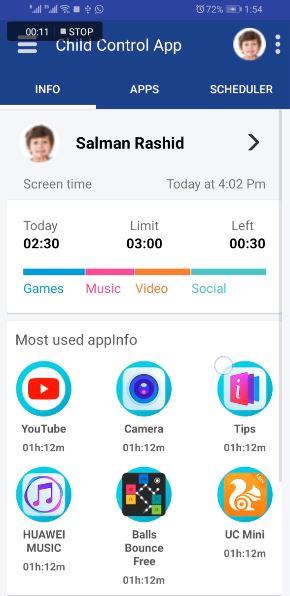 00:11 STOP 72% 1:54
Child Control App
INFO APPS SCHEDULER
Salman Rashid
Screen time Today at 4:02 Pm
Today Limit Left
02:30 03:00 00:30
Games Music Video Social
Most used appInfo
YouTube Camera Tips
01h:12m 01h:12m 01h:12m
HUAWEI Balls UC Mini
MUSIC Bounce 01h:12m
01h:12m Free
01h:12m